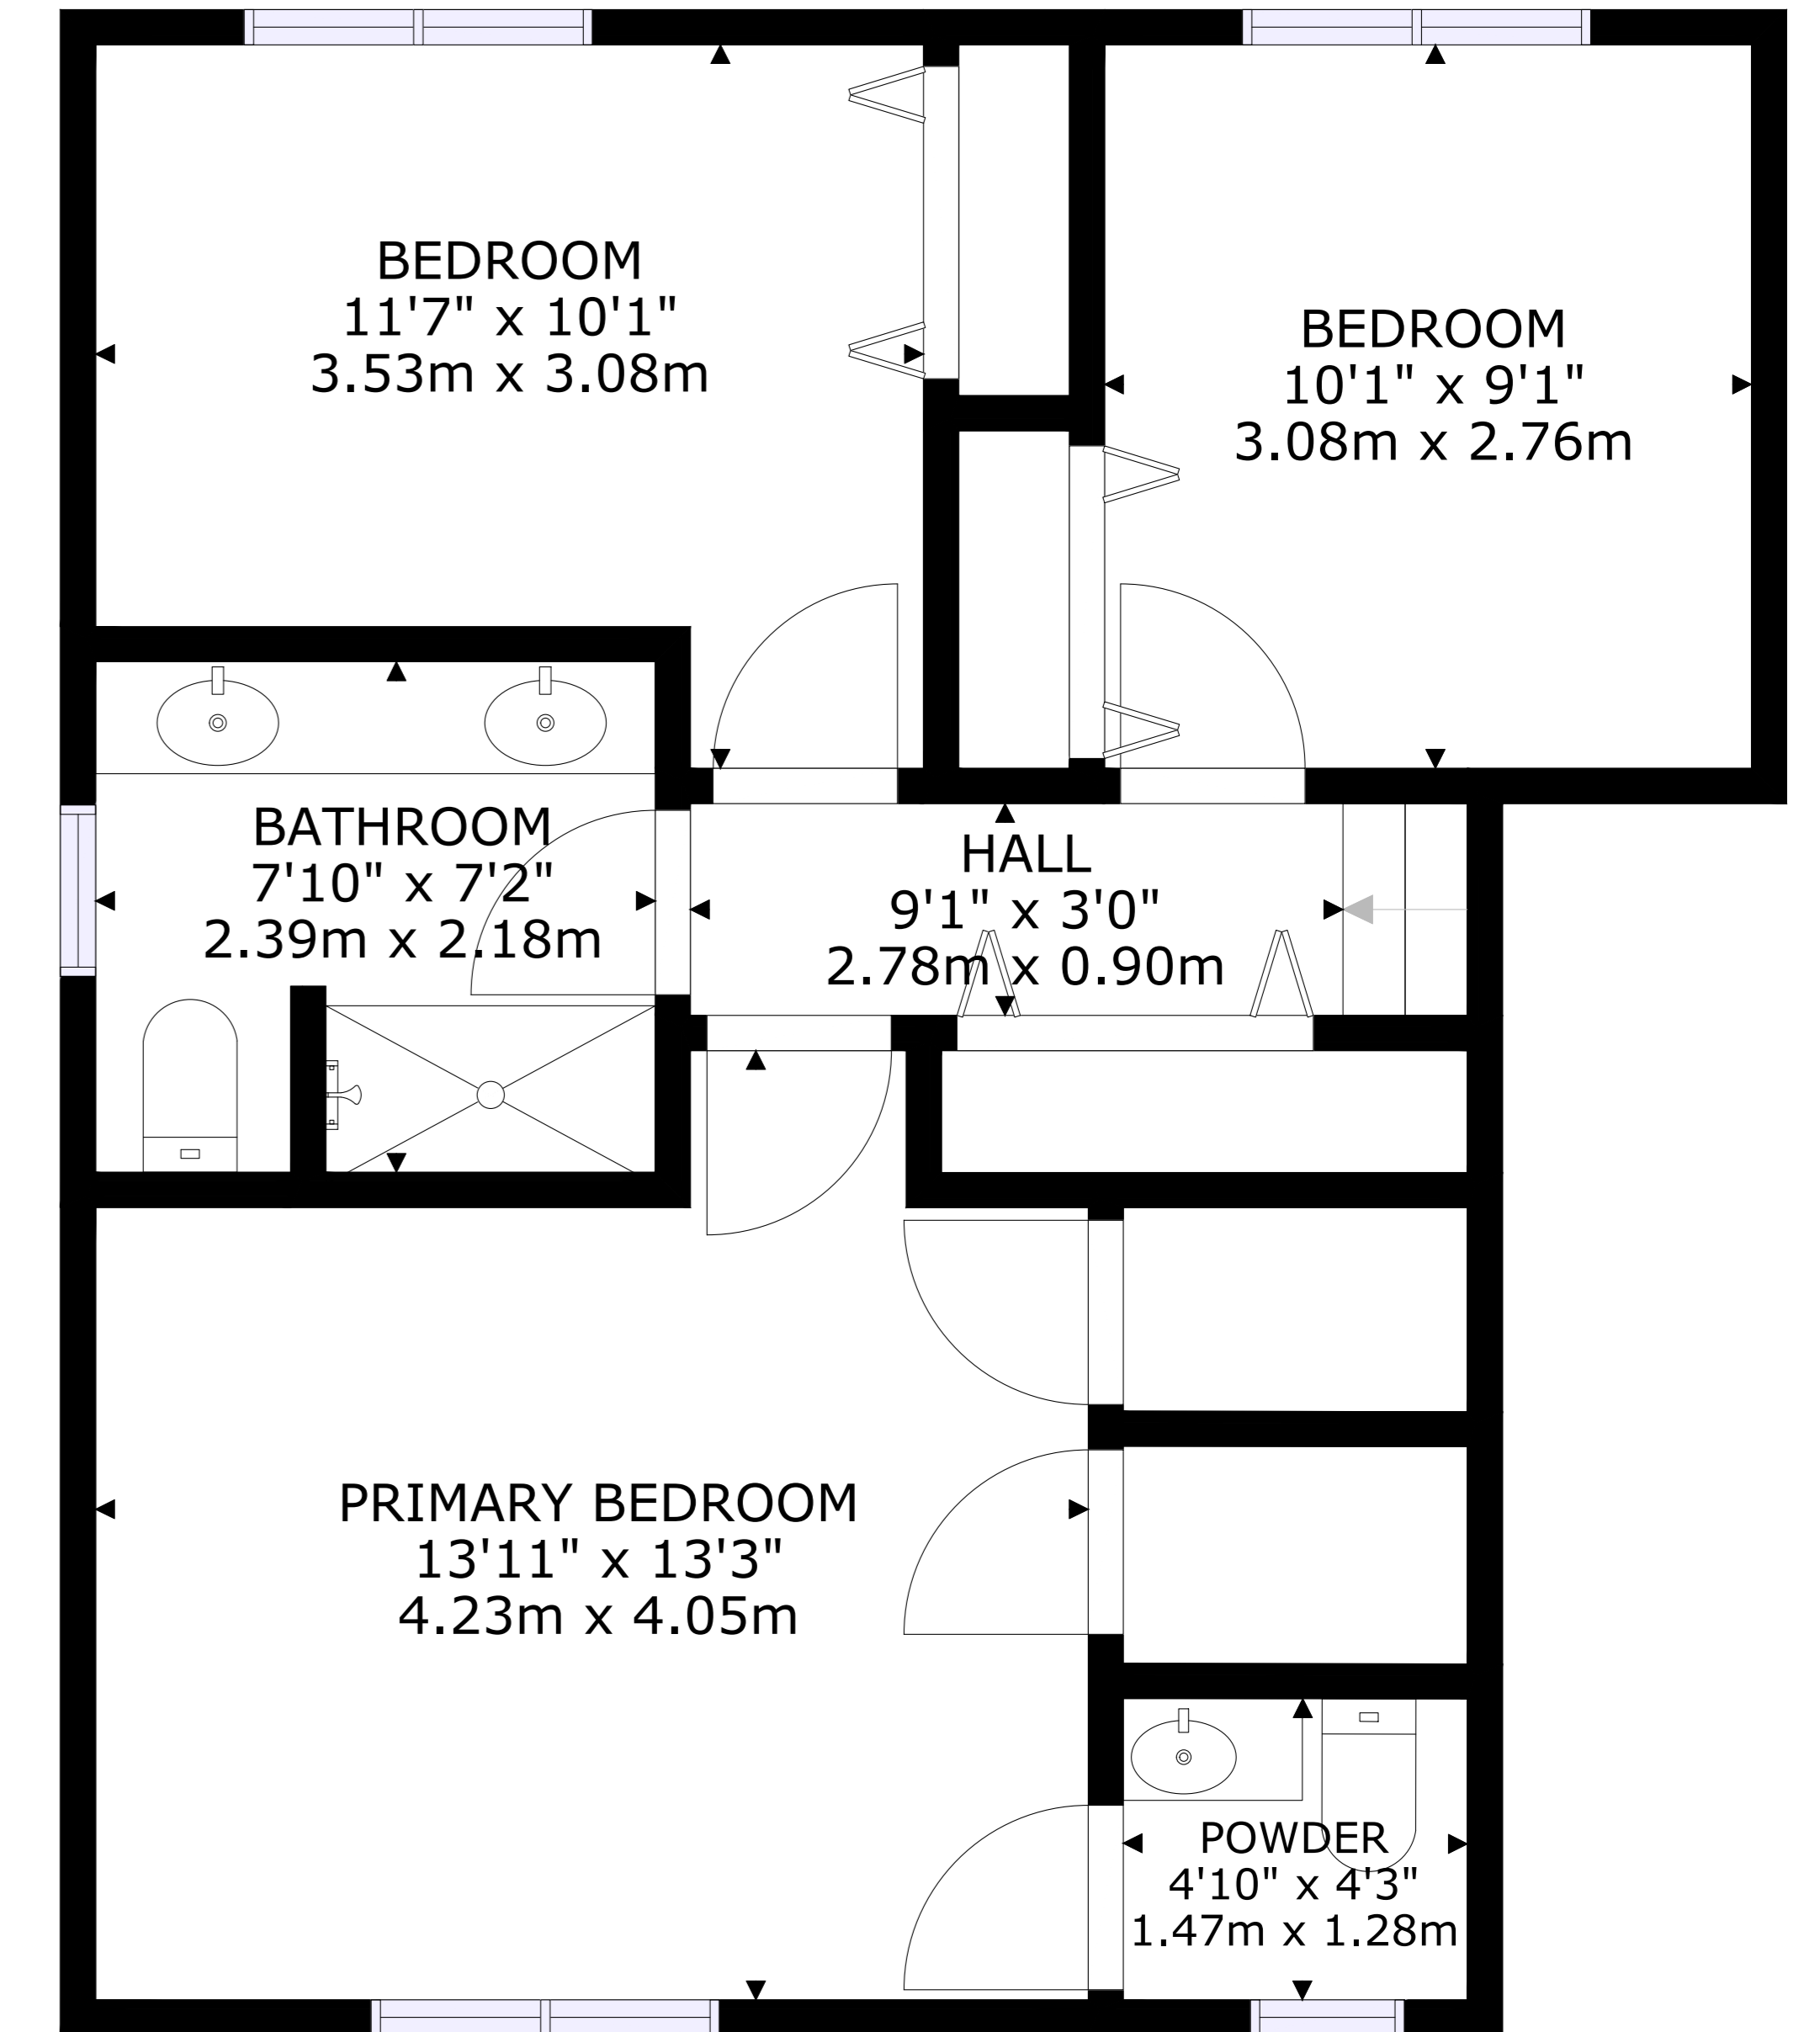 BEDROOM
11'7" x 10'1"
3.53m x 3.08m
BEDROOM
10'1" x 9'1"
3.08m x 2.76m
BATHROOM
7'10" x 7'2"
2.39m x 2.18m
HALL
9'1" x 3'0"
2.78m x 0.90m
PRIMARY BEDROOM
13'11" x 13'3"
4.23m x 4.05m
POWDER
4'10" x 4'3"
1.47m x 1.28m